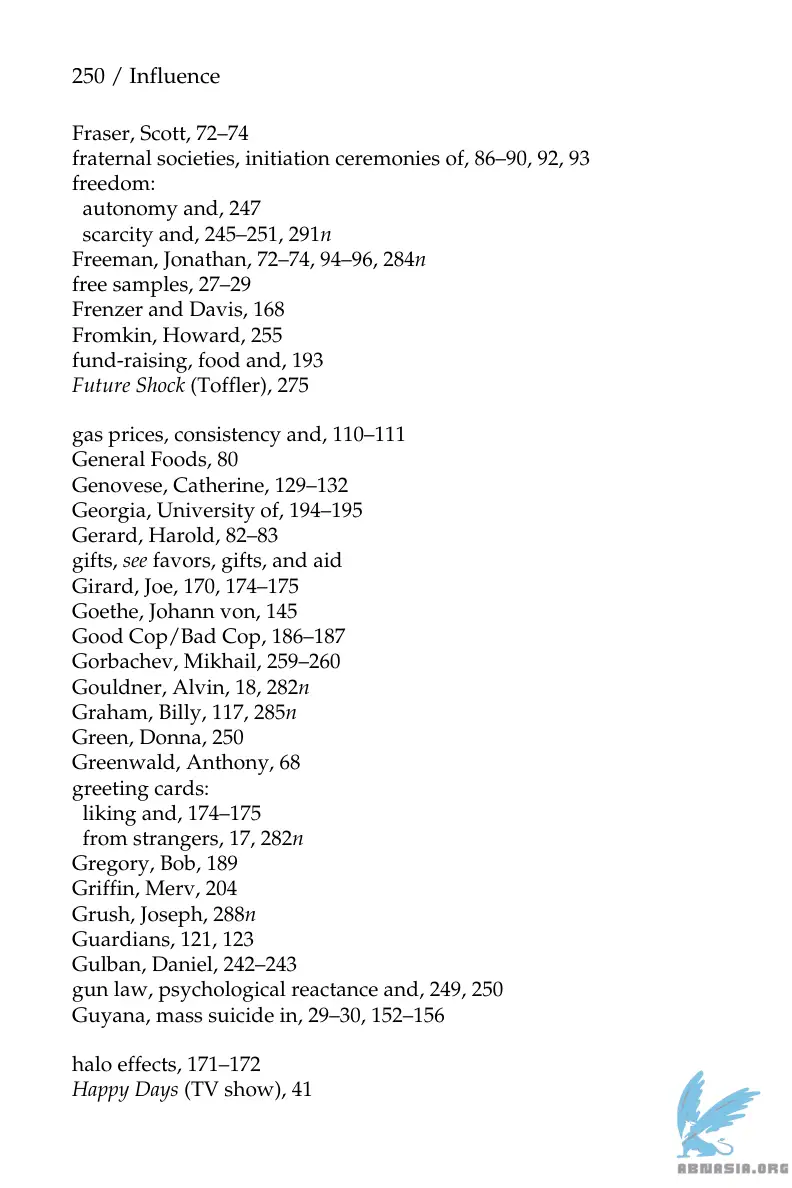 250 / Influence
Fraser, Scott, 72–74
fraternal societies, initiation ceremonies of, 86–90, 92, 93
freedom:
autonomy and, 247
scarcity and, 245–251, 291n
Freeman, Jonathan, 72–74, 94–96, 284n
free samples, 27–29
Frenzer and Davis, 168
Fromkin, Howard, 255
fund-raising, food and, 193
Future Shock (Toffler), 275
gas prices, consistency and, 110–111
General Foods, 80
Genovese, Catherine, 129–132
Georgia, University of, 194–195
Gerard, Harold, 82–83
gifts, see favors, gifts, and aid
Girard, Joe, 170, 174–175
Goethe, Johann von, 145
Good Cop/Bad Cop, 186–187
Gorbachev, Mikhail, 259–260
Gouldner, Alvin, 18, 282n
Graham, Billy, 117, 285n
Green, Donna, 250
Greenwald, Anthony, 68
greeting cards:
liking and, 174–175
from strangers, 17, 282n
Gregory, Bob, 189
Griffin, Merv, 204
Grush, Joseph, 288n
Guardians, 121, 123
Gulban, Daniel, 242–243
gun law, psychological reactance and, 249, 250
Guyana, mass suicide in, 29–30, 152–156
halo effects, 171–172
Happy Days (TV show), 41
ABNASIA.ORG